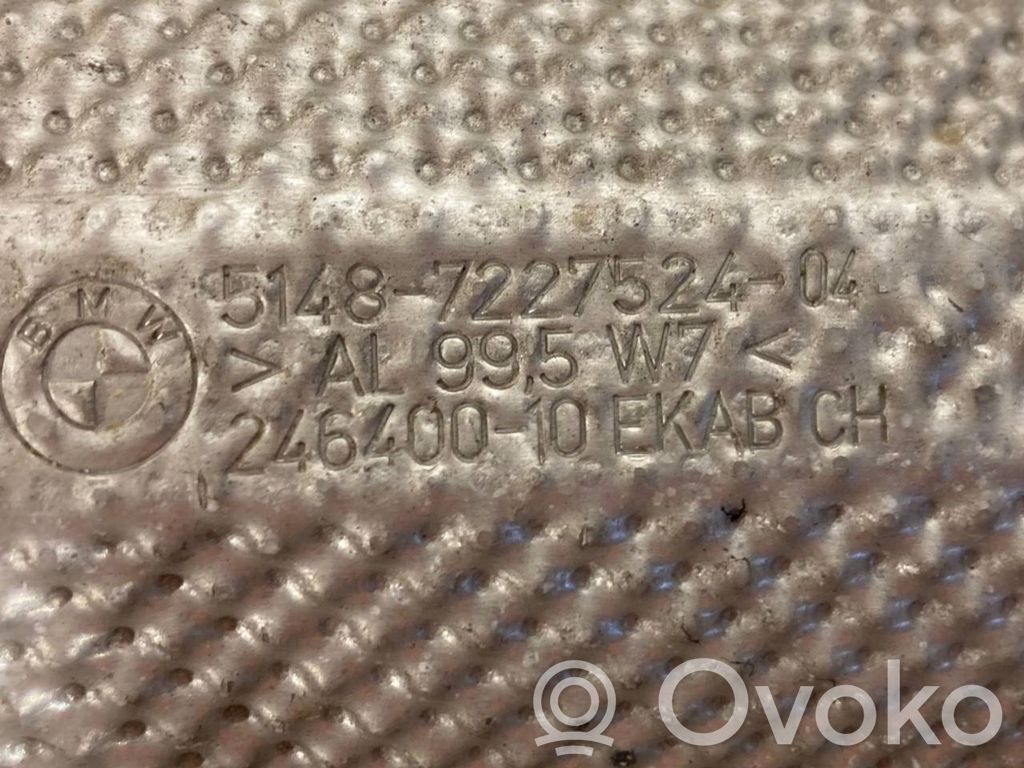 BMW
5148-7227524-04
> AL 99,5 W7 <
246400-10 EKAB CH
Ovoko